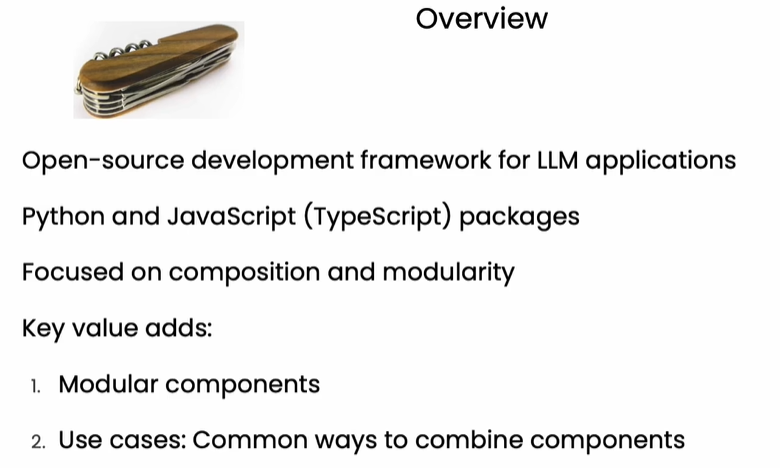 Overview
Open-source development framework for LLM applications
Python and JavaScript (TypeScript) packages
Focused on composition and modularity
Key value adds:
1. Modular components
2. Use cases: Common ways to combine components